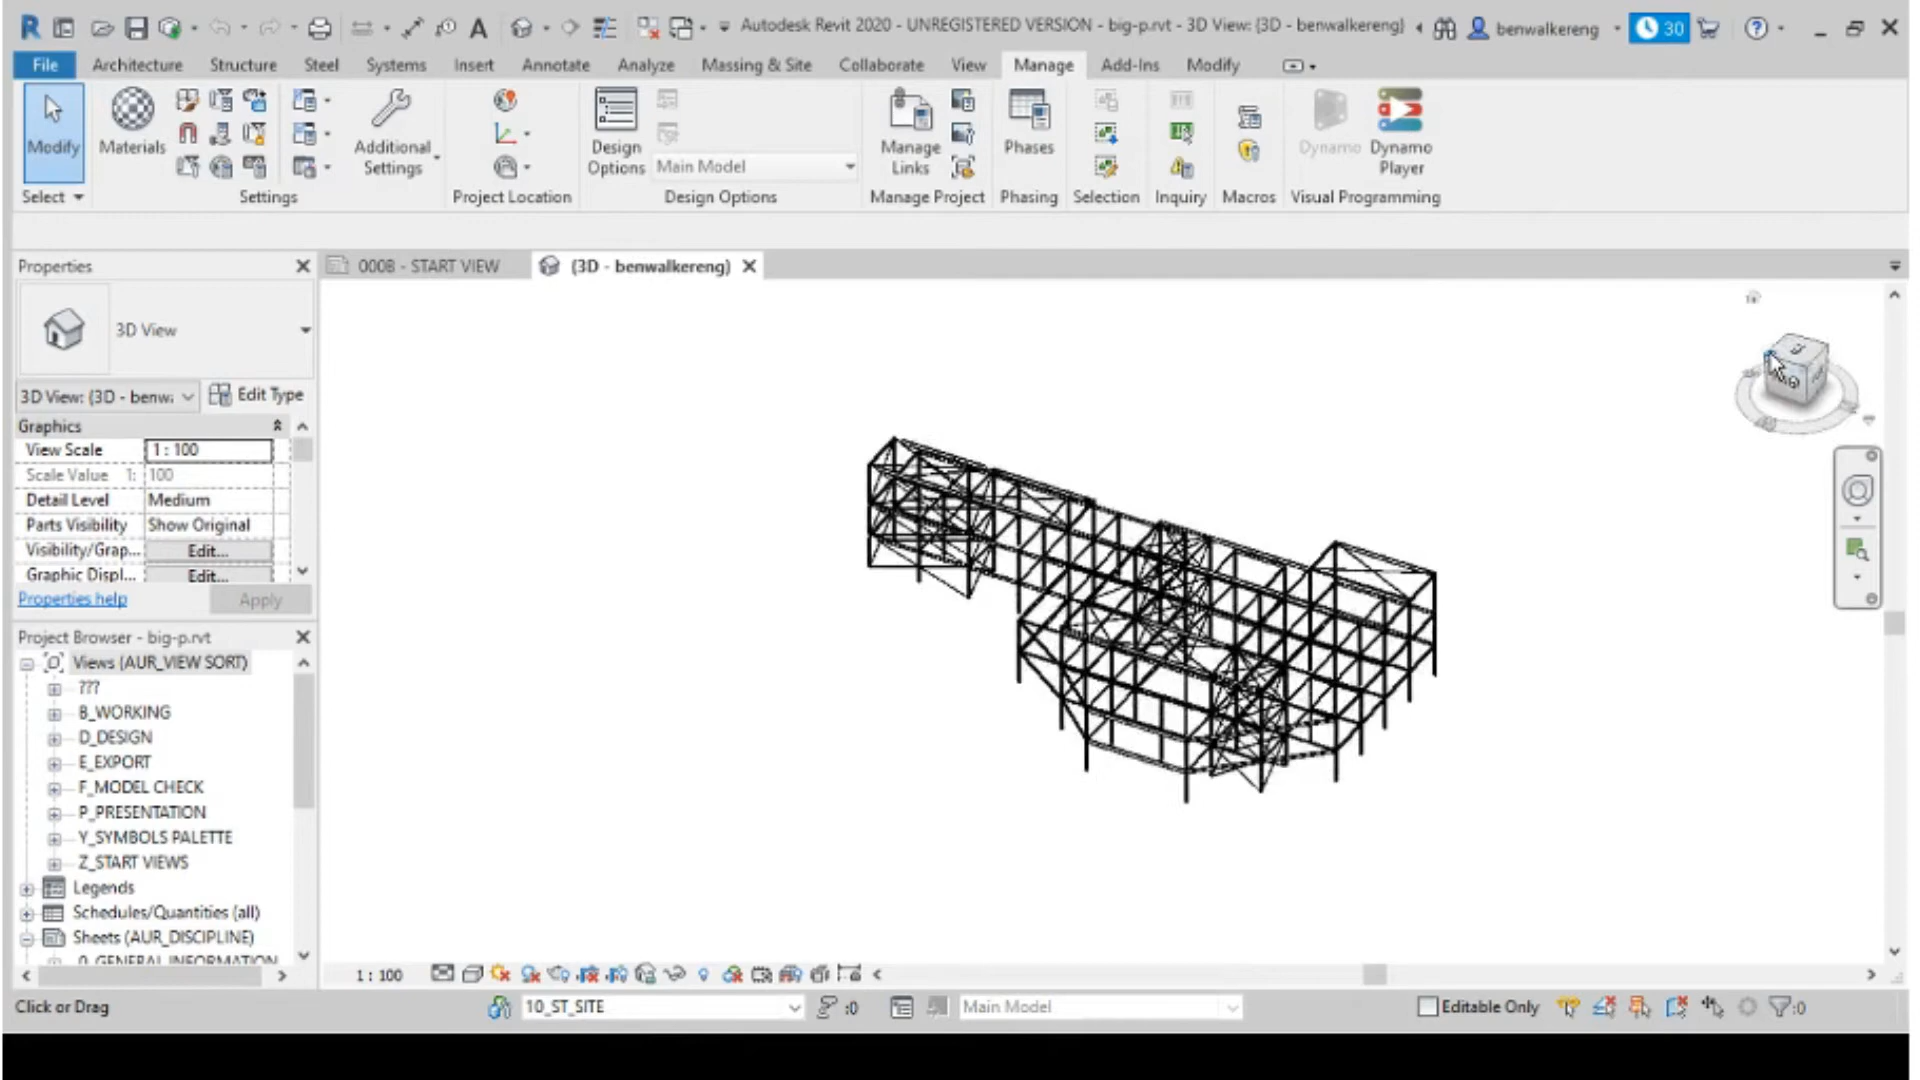 Autodesk Revit 2020 - UNREGISTERED VERSION - big-p.rvt - 3D View: {3D - benwalkereng}
benwalkereng
30
File Architecture Structure Steel Systems Insert Annotate Analyze Massing & Site Collaborate View Manage Add-Ins Modify
Modify
Materials
Additional
Settings
Design
Options
Main Model
Manage
Links
Phases
Dynamo
Dynamo
Player
Select Settings Project Location Design Options Manage Project Phasing Selection Inquiry Macros Visual Programming
Properties
0008 - START VIEW
{3D - benwalkereng}
3D View
3D View: {3D - benw
Edit Type
Graphics
View Scale 1 : 100
Scale Value 1: 100
Detail Level Medium
Parts Visibility Show Original
Visibility/Grap... Edit...
Graphic Displ... Edit...
Properties help Apply
Project Browser - big-p.rvt
Views (AUR_VIEW SORT)
???
B_WORKING
D_DESIGN
E_EXPORT
F_MODEL CHECK
P_PRESENTATION
Y_SYMBOLS PALETTE
Z_START VIEWS
Legends
Schedules/Quantities (all)
Sheets (AUR_DISCIPLINE)
0_GENERAL INFORMATION
1 : 100
Click or Drag
10_ST_SITE
:0
Main Model
Editable Only
:0